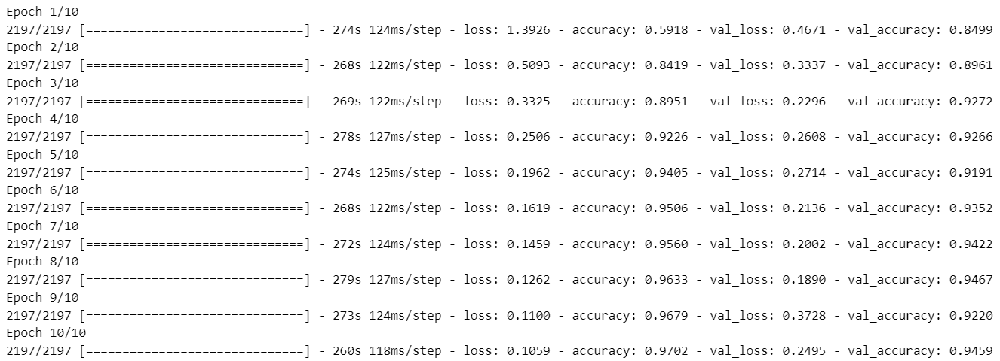 Epoch 1/10
2197/2197 [==============================] - 274s 124ms/step - loss: 1.3926 - accuracy: 0.5918 - val_loss: 0.4671 - val_accuracy: 0.8499
Epoch 2/10
2197/2197 [==============================] - 268s 122ms/step - loss: 0.5093 - accuracy: 0.8419 - val_loss: 0.3337 - val_accuracy: 0.8961
Epoch 3/10
2197/2197 [==============================] - 269s 122ms/step - loss: 0.3325 - accuracy: 0.8951 - val_loss: 0.2296 - val_accuracy: 0.9272
Epoch 4/10
2197/2197 [==============================] - 278s 127ms/step - loss: 0.2506 - accuracy: 0.9226 - val_loss: 0.2608 - val_accuracy: 0.9266
Epoch 5/10
2197/2197 [==============================] - 274s 125ms/step - loss: 0.1962 - accuracy: 0.9405 - val_loss: 0.2714 - val_accuracy: 0.9191
Epoch 6/10
2197/2197 [==============================] - 268s 122ms/step - loss: 0.1619 - accuracy: 0.9506 - val_loss: 0.2136 - val_accuracy: 0.9352
Epoch 7/10
2197/2197 [==============================] - 272s 124ms/step - loss: 0.1459 - accuracy: 0.9560 - val_loss: 0.2002 - val_accuracy: 0.9422
Epoch 8/10
2197/2197 [==============================] - 279s 127ms/step - loss: 0.1262 - accuracy: 0.9633 - val_loss: 0.1890 - val_accuracy: 0.9467
Epoch 9/10
2197/2197 [==============================] - 273s 124ms/step - loss: 0.1100 - accuracy: 0.9679 - val_loss: 0.3728 - val_accuracy: 0.9220
Epoch 10/10
2197/2197 [==============================] - 260s 118ms/step - loss: 0.1059 - accuracy: 0.9702 - val_loss: 0.2495 - val_accuracy: 0.9459